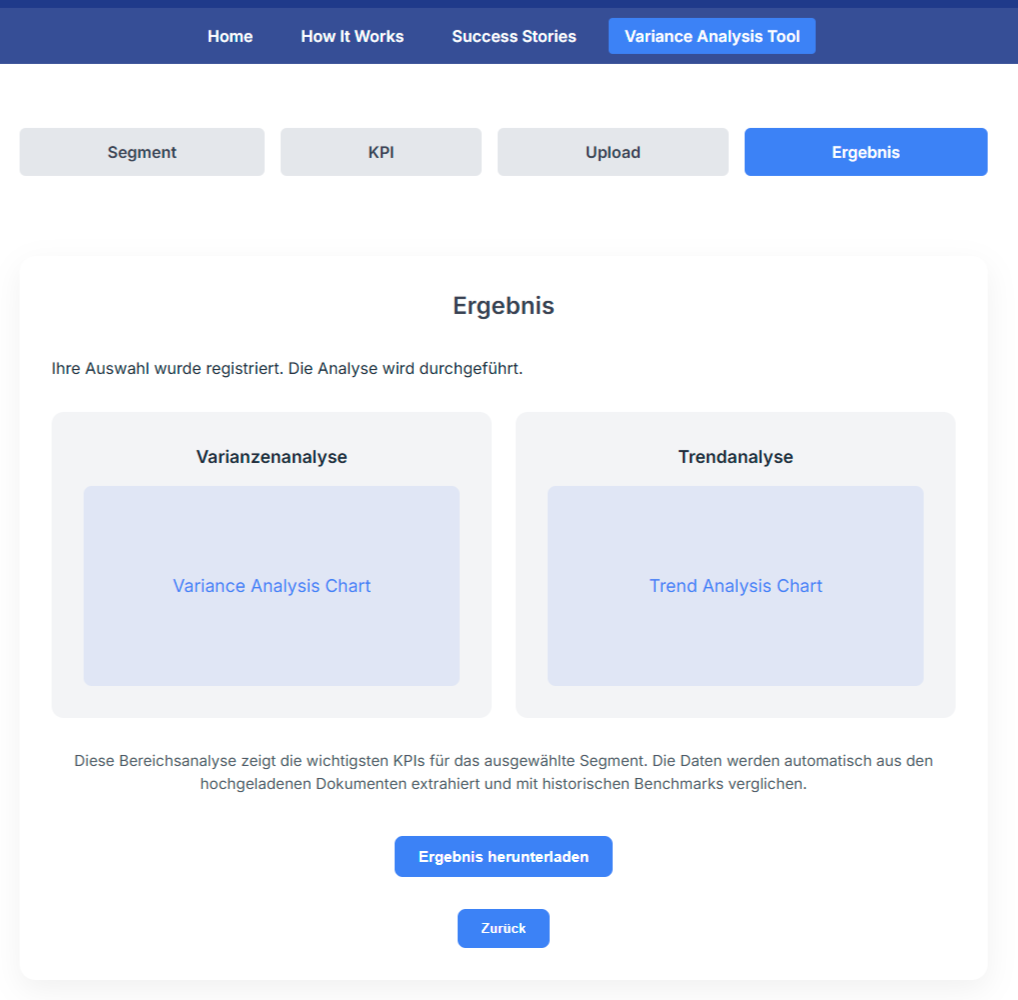 Home How It Works Success Stories Variance Analysis Tool
Segment KPI Upload Ergebnis
Ergebnis
Ihre Auswahl wurde registriert. Die Analyse wird durchgeführt.
Varianzenanalyse
Variance Analysis Chart
Trendanalyse
Trend Analysis Chart
Diese Bereichsanalyse zeigt die wichtigsten KPIs für das ausgewählte Segment. Die Daten werden automatisch aus den
hochgeladenen Dokumenten extrahiert und mit historischen Benchmarks verglichen.
Ergebnis herunterladen
Zurück